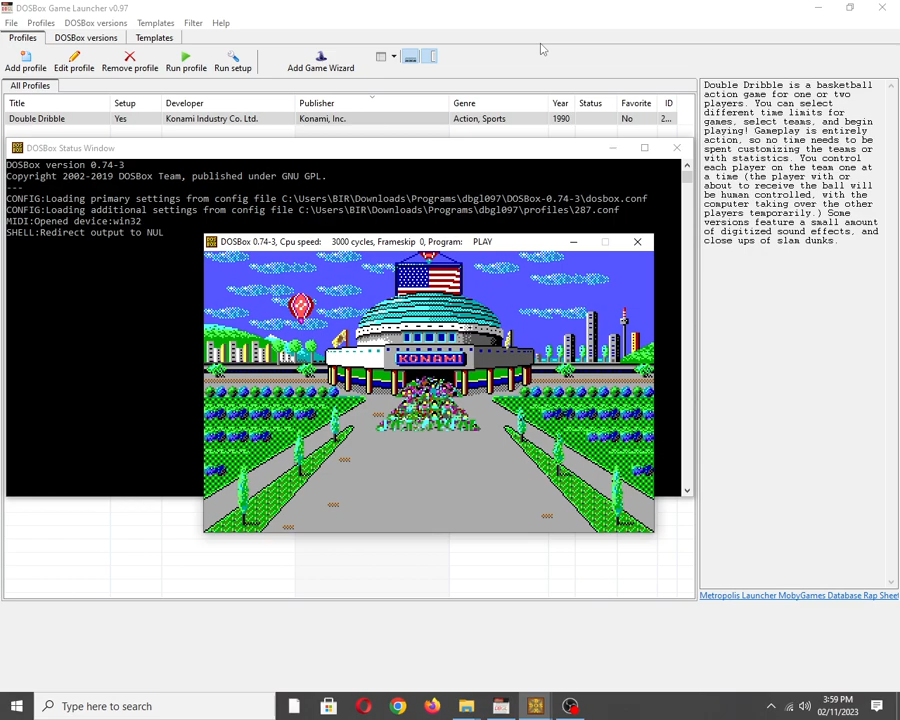 DOSBox Game Launcher v0.97
File Profiles DOSBox versions Templates Filter Help
Profiles DOSBox versions Templates
Add profile Edit profile Remove profile Run profile Run setup Add Game Wizard
All Profiles
Title Setup Developer Publisher Genre Year Status Favorite ID
Double Dribble Yes Konami Industry Co. Ltd. Konami, Inc. Action, Sports 1990 No 2...
DOSBox Status Window
DOSBox version 0.74-3
Copyright 2002-2019 DOSBox Team, published under GNU GPL.
---
CONFIG:Loading primary settings from config file C:\Users\BIR\Downloads\Programs\dbgl097\DOSBox-0.74-3\dosbox.conf
CONFIG:Loading additional settings from config file C:\Users\BIR\Downloads\Programs\dbgl097\profiles\287.conf
MIDI:Opened device:win32
SHELL:Redirect output to NUL
DOSBox 0.74-3, Cpu speed: 3000 cycles, Frameskip 0, Program: PLAY
KONAMI
Double Dribble is a basketball
action game for one or two
players. You can select
different time limits for
games, select teams, and begin
playing! Gameplay is entirely
action, so no time needs to be
spent customizing the teams or
with statistics. You control
each player on the team one at
a time (the player with or
about to receive the ball will
be human controlled, with the
computer taking over the other
players temporarily.) Some
versions feature a small amount
of digitized sound effects, and
close ups of slam dunks.
Metropolis Launcher MobyGames Database Rap Sheet
Type here to search
3:59 PM
02/11/2023